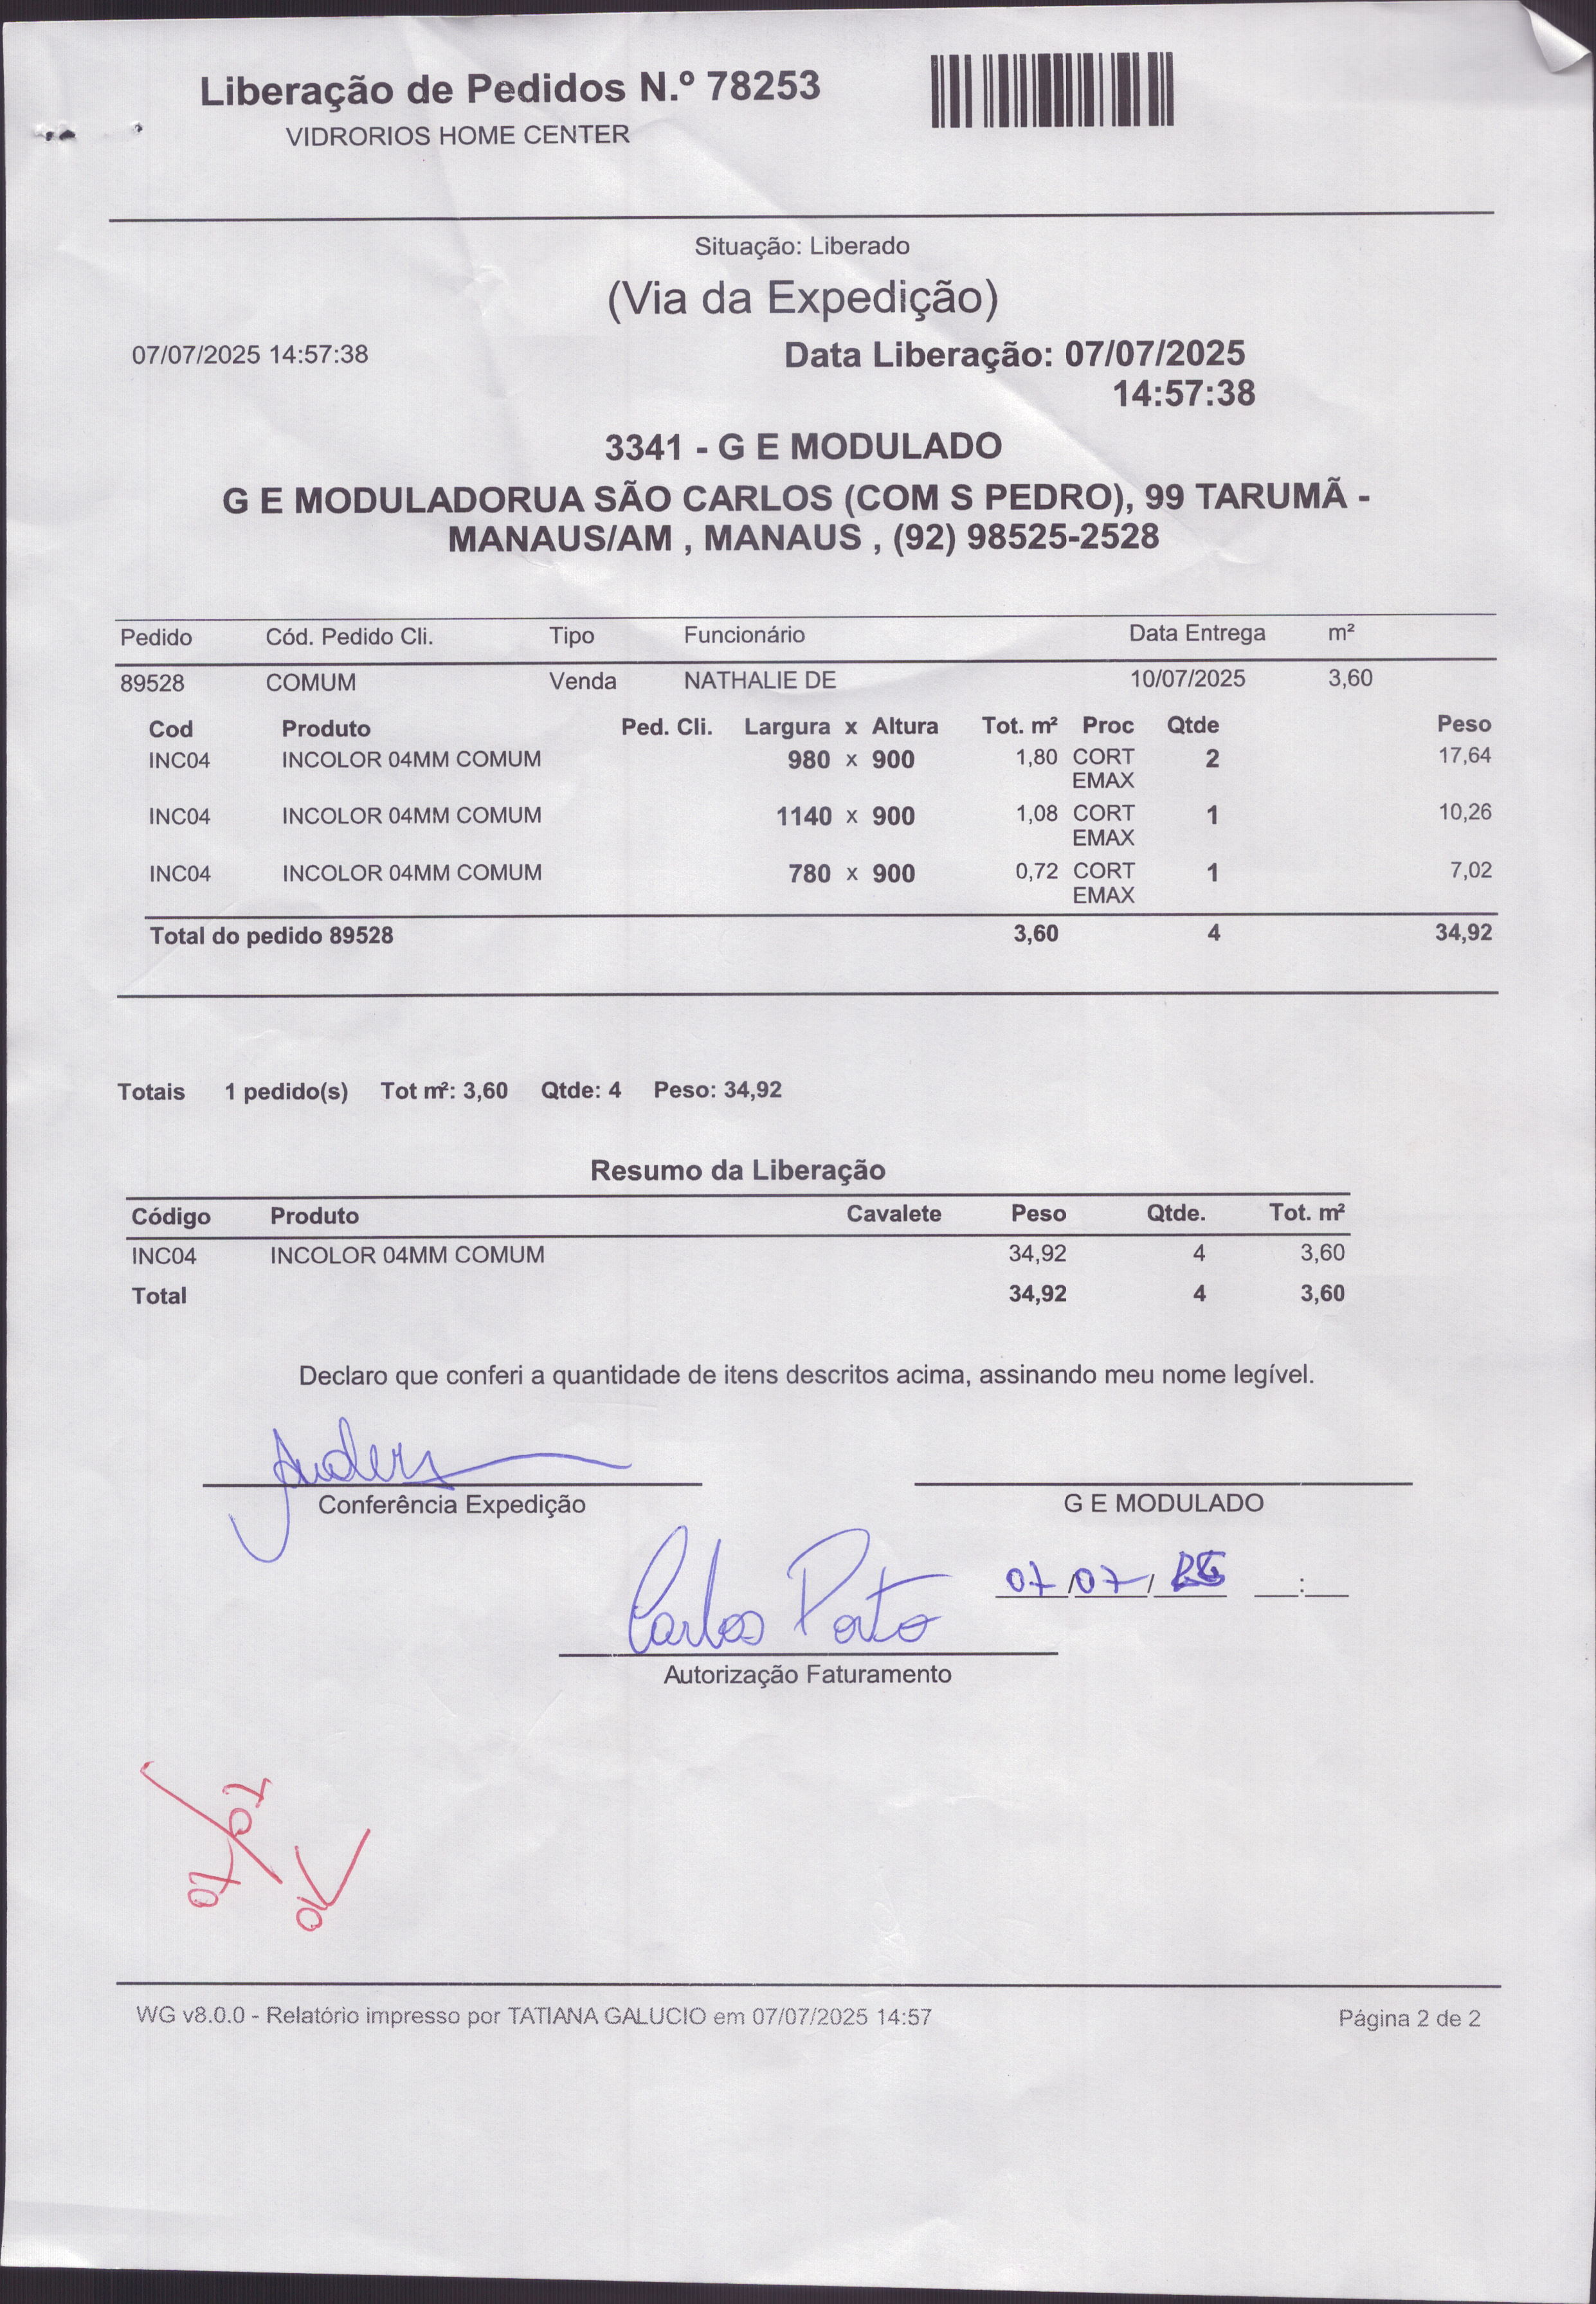 Liberação de Pedidos N.º 78253
VIDRORIOS HOME CENTER
Situação: Liberado
(Via da Expedição)
07/07/2025 14:57:38
Data Liberação: 07/07/2025
14:57:38
3341 - G E MODULADO
G E MODULADORUA SÃO CARLOS (COM S PEDRO), 99 TARUMÃ -
MANAUS/AM , MANAUS , (92) 98525-2528
Pedido Cód. Pedido Cli. Tipo Funcionário Data Entrega m²
89528 COMUM Venda NATHALIE DE 10/07/2025 3,60
Cod Produto Ped. Cli. Largura x Altura Tot. m² Proc Qtde Peso
INC04 INCOLOR 04MM COMUM 980 x 900 1,80 CORT 2 17,64
EMAX
INC04 INCOLOR 04MM COMUM 1140 x 900 1,08 CORT 1 10,26
EMAX
INC04 INCOLOR 04MM COMUM 780 x 900 0,72 CORT 1 7,02
EMAX
Total do pedido 89528 3,60 4 34,92
Totais 1 pedido(s) Tot m²: 3,60 Qtde: 4 Peso: 34,92
Resumo da Liberação
Código Produto Cavalete Peso Qtde. Tot. m²
INC04 INCOLOR 04MM COMUM 34,92 4 3,60
Total 34,92 4 3,60
Declaro que conferi a quantidade de itens descritos acima, assinando meu nome legível.
Conferência Expedição
G E MODULADO
Carlos Porto
07/07/ __:__
Autorização Faturamento
07/07
OK
WG v8.0.0 - Relatório impresso por TATIANA GALUCIO em 07/07/2025 14:57
Página 2 de 2